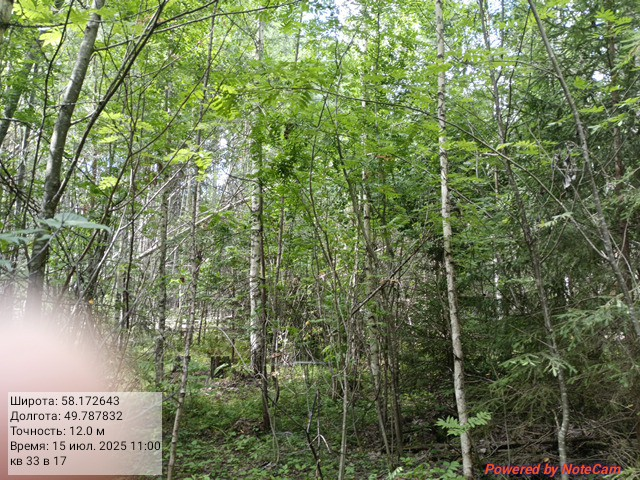 Широта: 58.172643
Долгота: 49.787832
Точность: 12.0 м
Время: 15 июл. 2025 11:00
кв 33 в 17
Powered by NoteCam